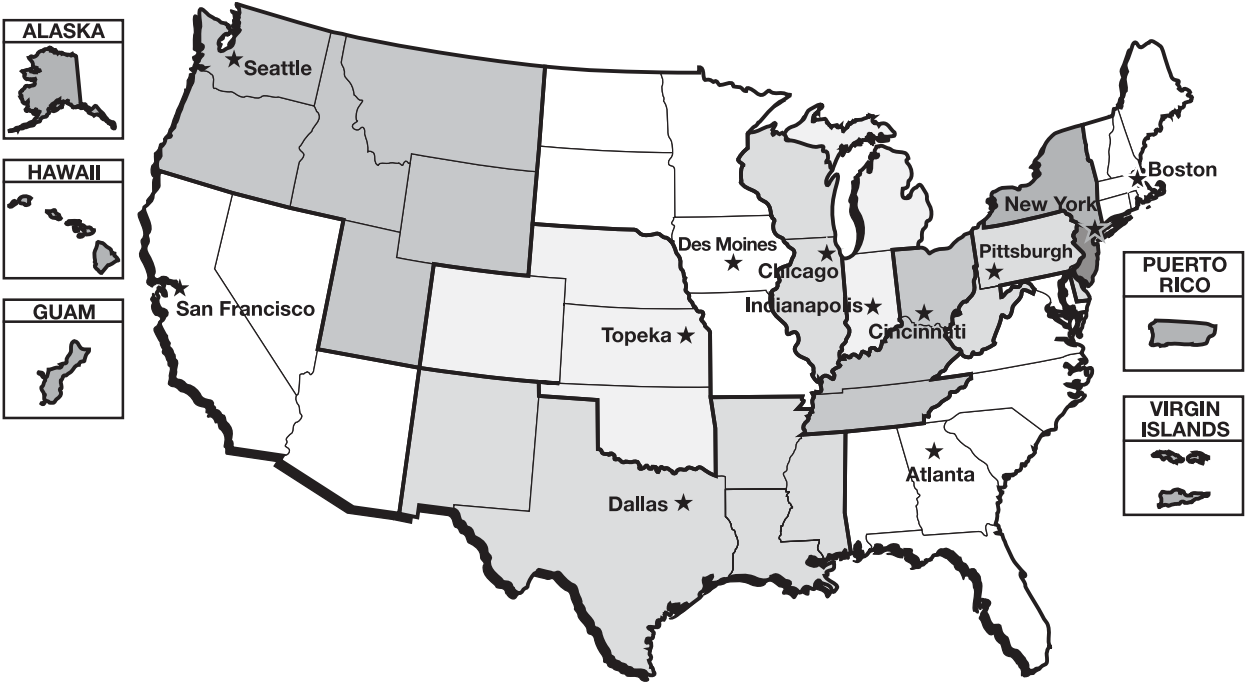 ALASKA
HAWAII
GUAM
Seattle
San Francisco
Topeka
Dallas
Des Moines
Chicago
Indianapolis
Cincinnati
Atlanta
Pittsburgh
New York
Boston
PUERTO
RICO
VIRGIN
ISLANDS